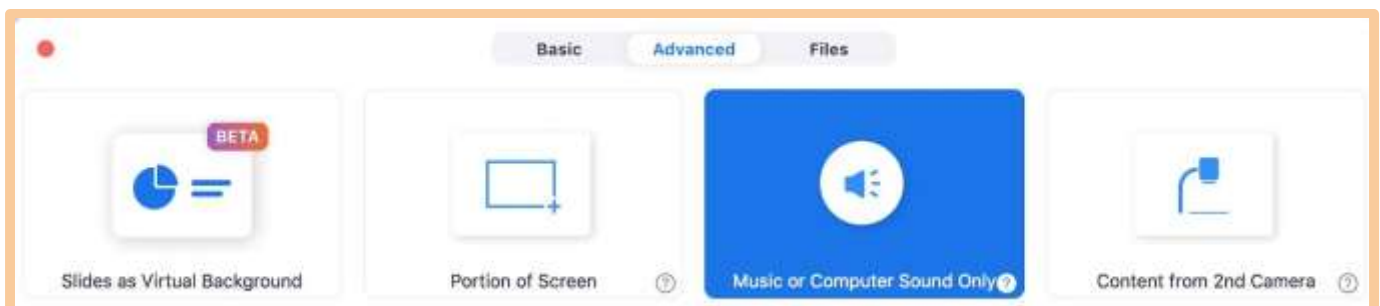 Basic Advanced Files
BETA
Slides as Virtual Background Portion of Screen ? Music or Computer Sound Only ? Content from 2nd Camera ?